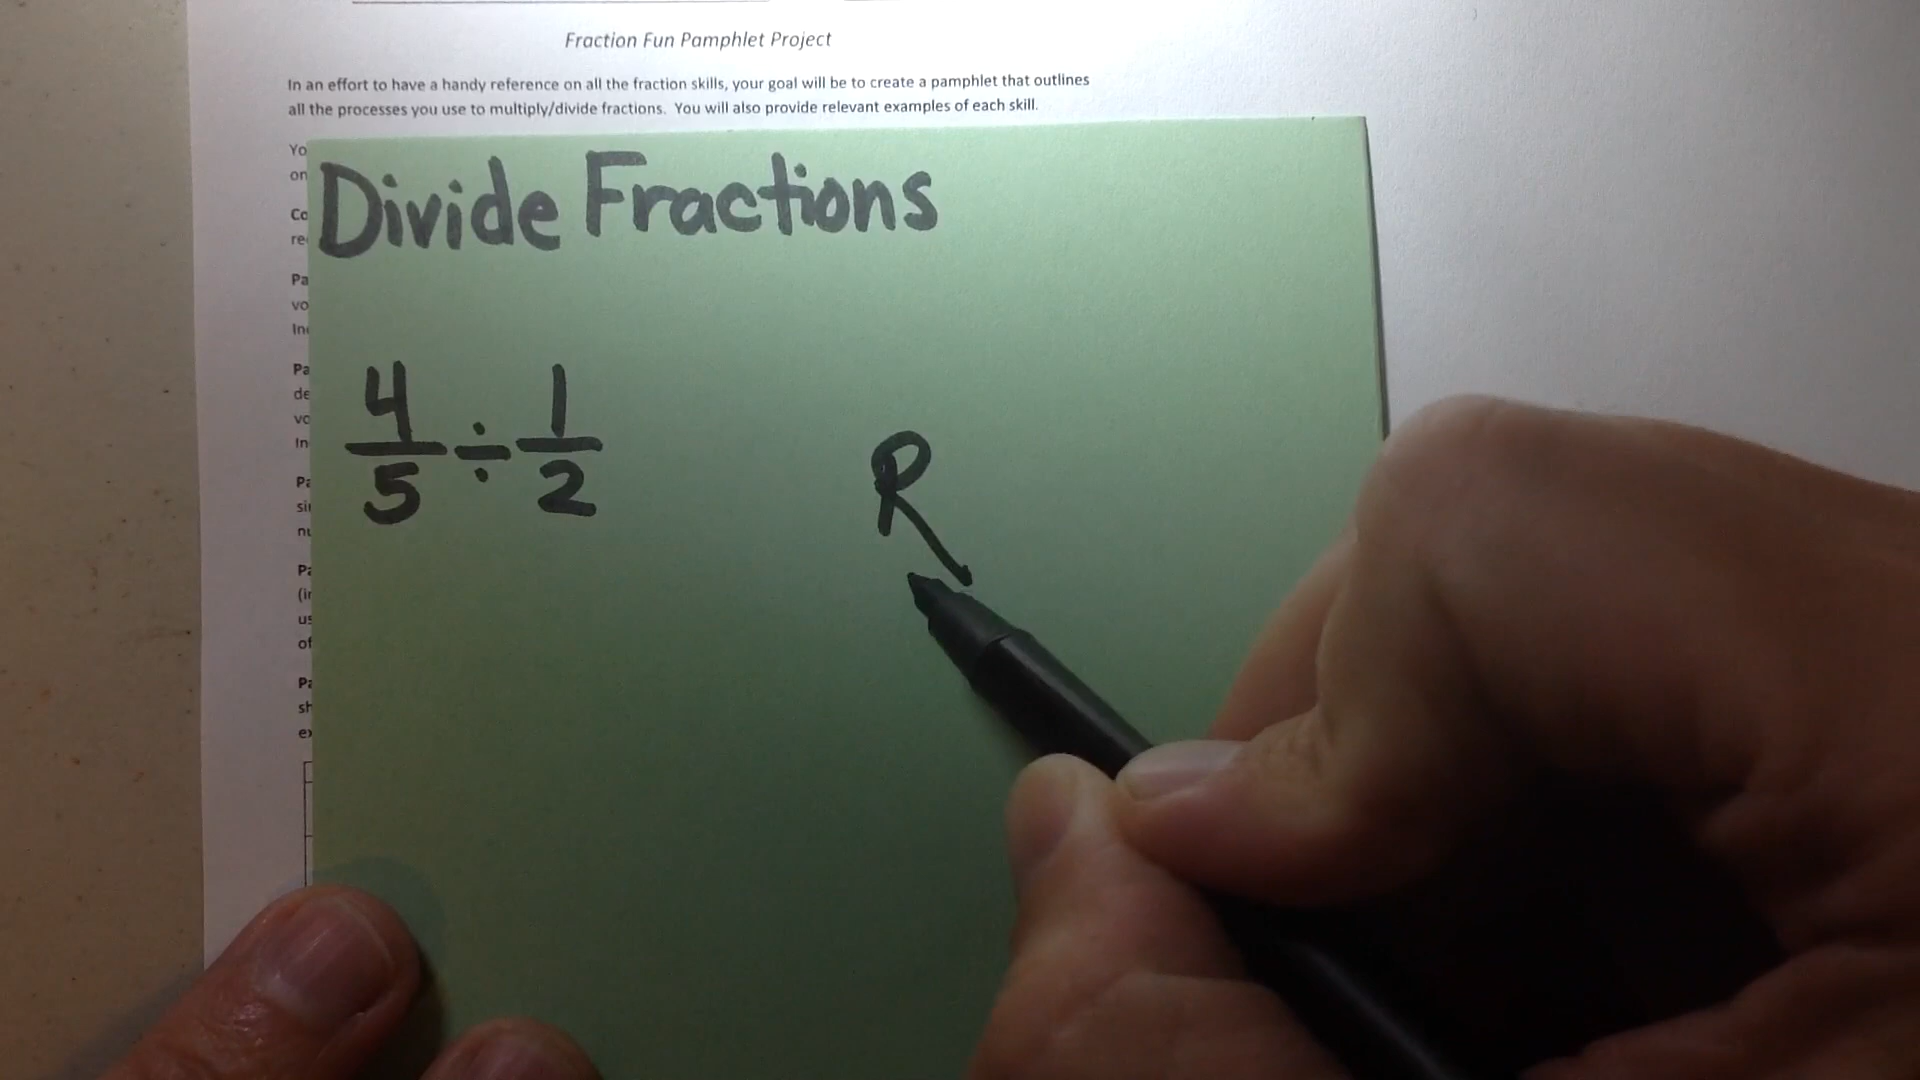 Fraction Fun Pamphlet Project
In an effort to have a handy reference on all the fraction skills, your goal will be to create a pamphlet that outlines
all the processes you use to multiply/divide fractions. You will also provide relevant examples of each skill.
Divide Fractions
4/5 ÷ 1/2
R